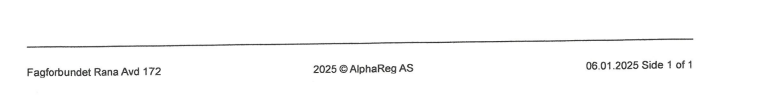 Fagforbundet Rana Avd 172 2025 © AlphaReg AS 06.01.2025 Side 1 of 1